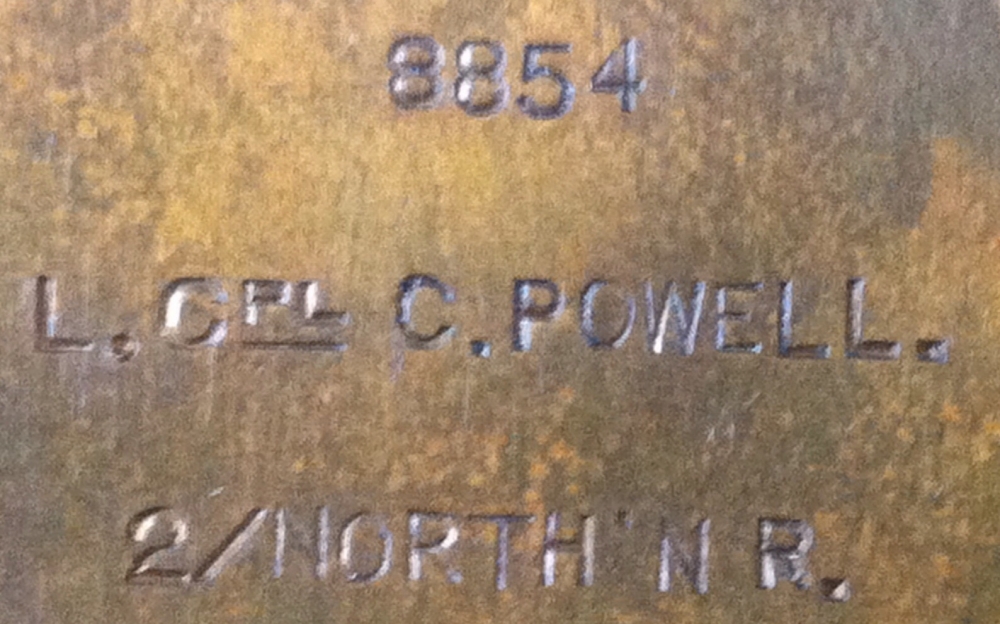 8854
L. CPL C. POWELL.
2/NORTH'N R.